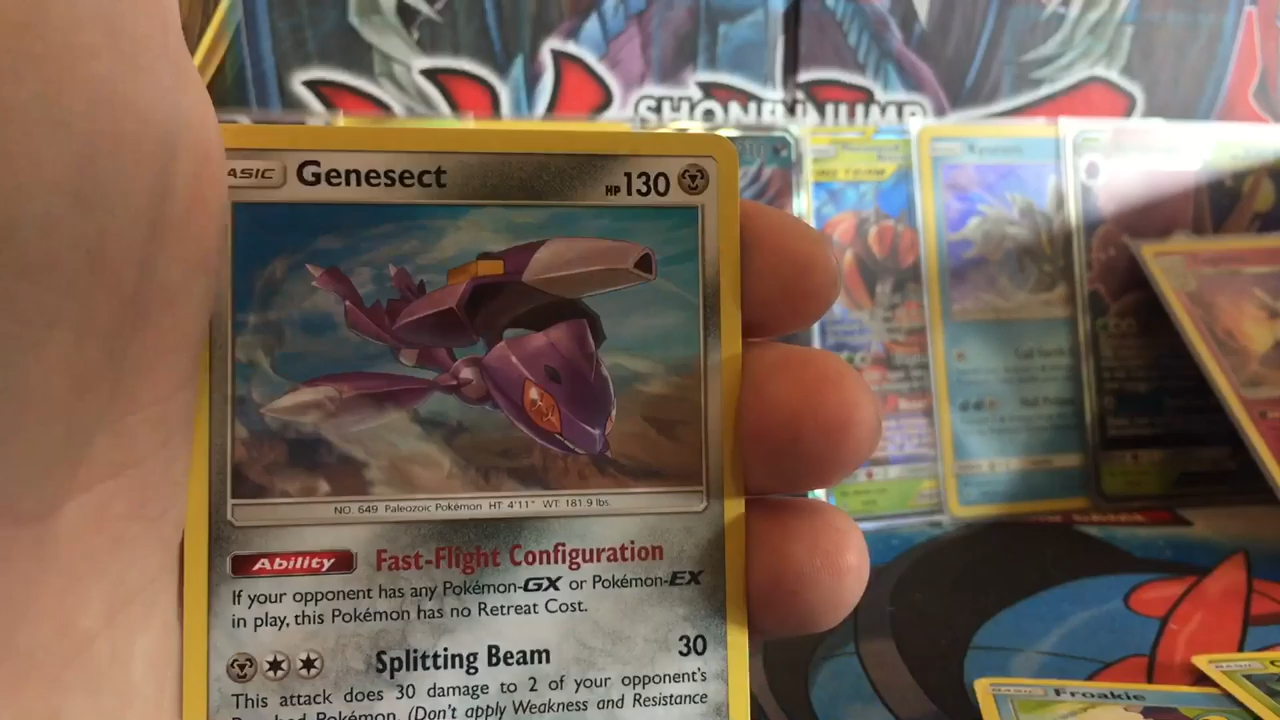 SHONEN JUMP
ASIC Genesect HP 130
NO. 649 Paleozoic Pokémon HT: 4'11" WT: 181.9 lbs.
Ability Fast-Flight Configuration
If your opponent has any Pokémon-GX or Pokémon-EX
in play, this Pokémon has no Retreat Cost.
Splitting Beam 30
This attack does 30 damage to 2 of your opponent's
Pokémon. (Don't apply Weakness and Resistance
BASIC Froakie
BASIC